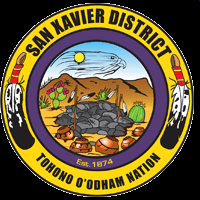 SAN XAVIER DISTRICT
Est. 1874
TOHONO O'ODHAM NATION